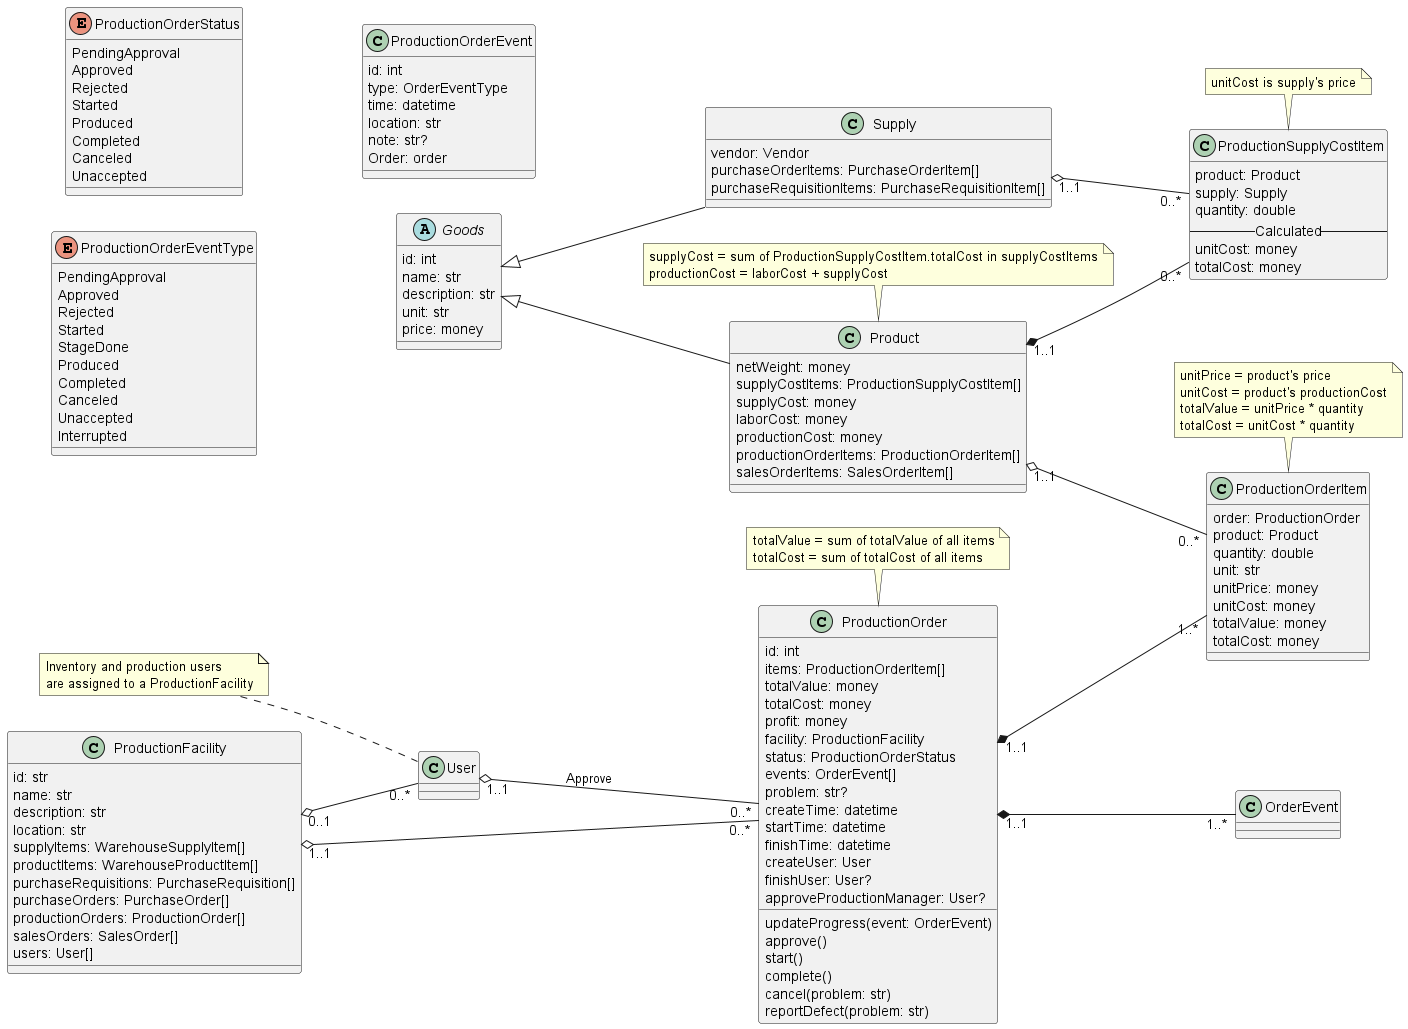 E ProductionOrderStatus
PendingApproval
Approved
Rejected
Started
Produced
Completed
Canceled
Unaccepted
E ProductionOrderEventType
PendingApproval
Approved
Rejected
Started
StageDone
Produced
Completed
Canceled
Unaccepted
Interrupted
C ProductionOrderEvent
id: int
type: OrderEventType
time: datetime
location: str
note: str?
Order: order
A Goods
id: int
name: str
description: str
unit: str
price: money
C Supply
vendor: Vendor
purchaseOrderItems: PurchaseOrderItem[]
purchaseRequisitionItems: PurchaseRequisitionItem[]
1..1
0..*
unitCost is supply's price
C ProductionSupplyCostItem
product: Product
supply: Supply
quantity: double
Calculated
unitCost: money
totalCost: money
supplyCost = sum of ProductionSupplyCostItem.totalCost in supplyCostItems
productionCost = laborCost + supplyCost
C Product
netWeight: money
supplyCostItems: ProductionSupplyCostItem[]
supplyCost: money
laborCost: money
productionCost: money
productionOrderItems: ProductionOrderItem[]
salesOrderItems: SalesOrderItem[]
1..1
0..*
1..1
0..*
unitPrice = product's price
unitCost = product's productionCost
totalValue = unitPrice * quantity
totalCost = unitCost * quantity
C ProductionOrderItem
order: ProductionOrder
product: Product
quantity: double
unit: str
unitPrice: money
unitCost: money
totalValue: money
totalCost: money
totalValue = sum of totalValue of all items
totalCost = sum of totalCost of all items
C ProductionOrder
id: int
items: ProductionOrderItem[]
totalValue: money
totalCost: money
profit: money
facility: ProductionFacility
status: ProductionOrderStatus
events: OrderEvent[]
problem: str?
createTime: datetime
startTime: datetime
finishTime: datetime
createUser: User
finishUser: User?
approveProductionManager: User?
updateProgress(event: OrderEvent)
approve()
start()
complete()
cancel(problem: str)
reportDefect(problem: str)
1..1
1..*
1..1
1..*
C OrderEvent
Inventory and production users
are assigned to a ProductionFacility
C ProductionFacility
id: str
name: str
description: str
location: str
supplyItems: WarehouseSupplyItem[]
productItems: WarehouseProductItem[]
purchaseRequisitions: PurchaseRequisition[]
purchaseOrders: PurchaseOrder[]
productionOrders: ProductionOrder[]
salesOrders: SalesOrder[]
users: User[]
0..1
0..*
1..1
0..*
C User
1..1
Approve
0..*